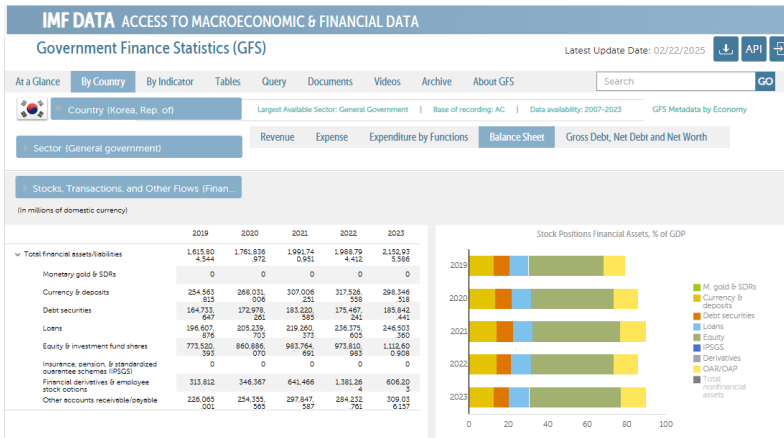 IMF DATA ACCESS TO MACROECONOMIC & FINANCIAL DATA
Government Finance Statistics (GFS)
Latest Update Date: 02/22/2025
API
At a Glance By Country By Indicator Tables Query Documents Videos Archive About GFS
Search GO
Country (Korea, Rep. of)
Largest Available Sector: General Government | Base of recording: AC | Data availability: 2007-2023 GFS Metadata by Economy
Sector (General government)
Revenue Expense Expenditure by Functions Balance Sheet Gross Debt, Net Debt and Net Worth
Stocks, Transactions, and Other Flows (Finan...
(In millions of domestic currency)
2019 2020 2021 2022 2023
Total financial assets/liabilities 1,615,80 1,761,836 1,991,74 1,988,79 2,152,93
4.544 .972 0.951 4.412 5.586
Monetary gold & SDRs 0 0 0 0 0
Currency & deposits 254,563 268,031. 307,006 317,526. 298,346
.815 006 .251 558 .518
Debt securities 164,733. 172,978. 183,220. 175,467. 185,842
647 261 585 241 .441
Loans 196,607. 205,239. 219,260. 236,375. 246,503
876 703 373 605 .360
Equity & investment fund shares 773,520. 860,886. 983,764. 973,810. 1,112,60
393 070 691 983 0.908
Insurance, pension, & standardized 0 0 0 0 0
guarantee schemes (IPSGS)
Financial derivatives & employee 313.812 346.367 641.466 1,381.26 606.20
stock options 4 3
Other accounts receivable/payable 226,065 254,355. 297,847. 284,232 309,03
.001 565 587 .761 6.157
Stock Positions Financial Assets, % of GDP
2019
2020
2021
2022
2023
0 20 40 60 80 100
M. gold & SDRs
Currency &
deposits
Debt securities
Loans
Equity
IPSGS
Derivatives
OAR/OAP
Total
nonfinancial
assets